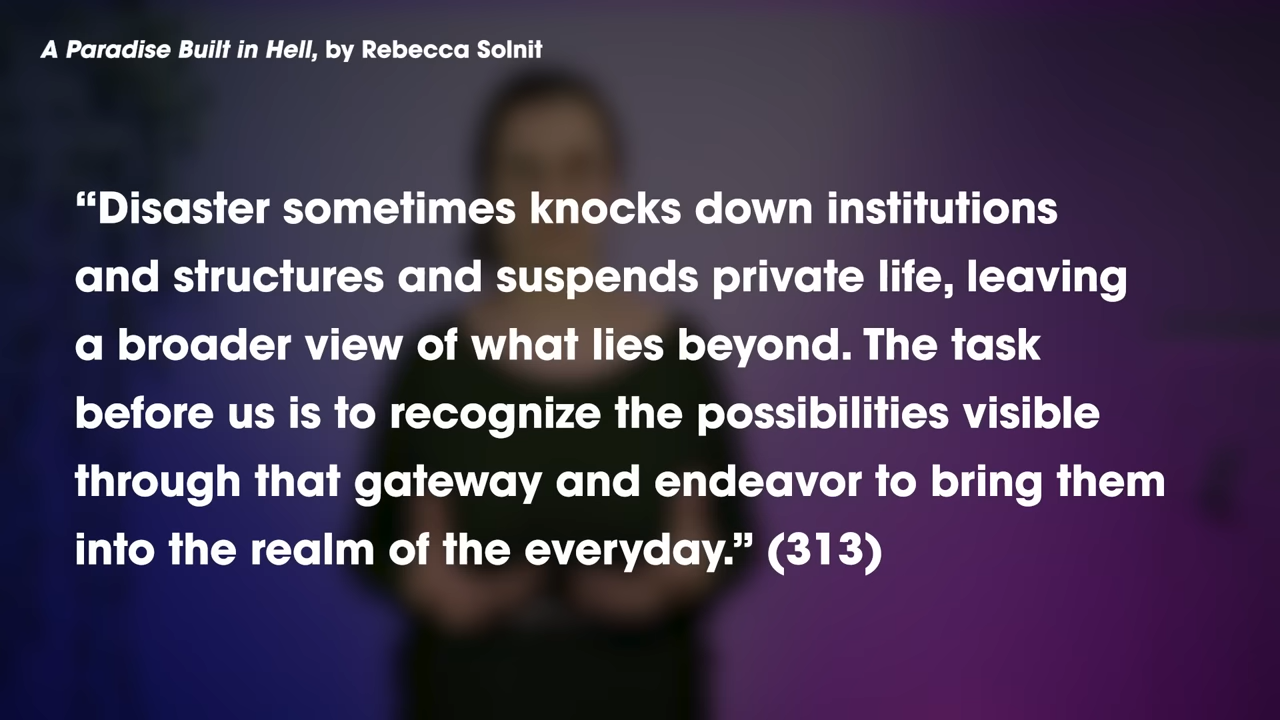 A Paradise Built in Hell, by Rebecca Solnit
“Disaster sometimes knocks down institutions
and structures and suspends private life, leaving
a broader view of what lies beyond. The task
before us is to recognize the possibilities visible
through that gateway and endeavor to bring them
into the realm of the everyday.” (313)